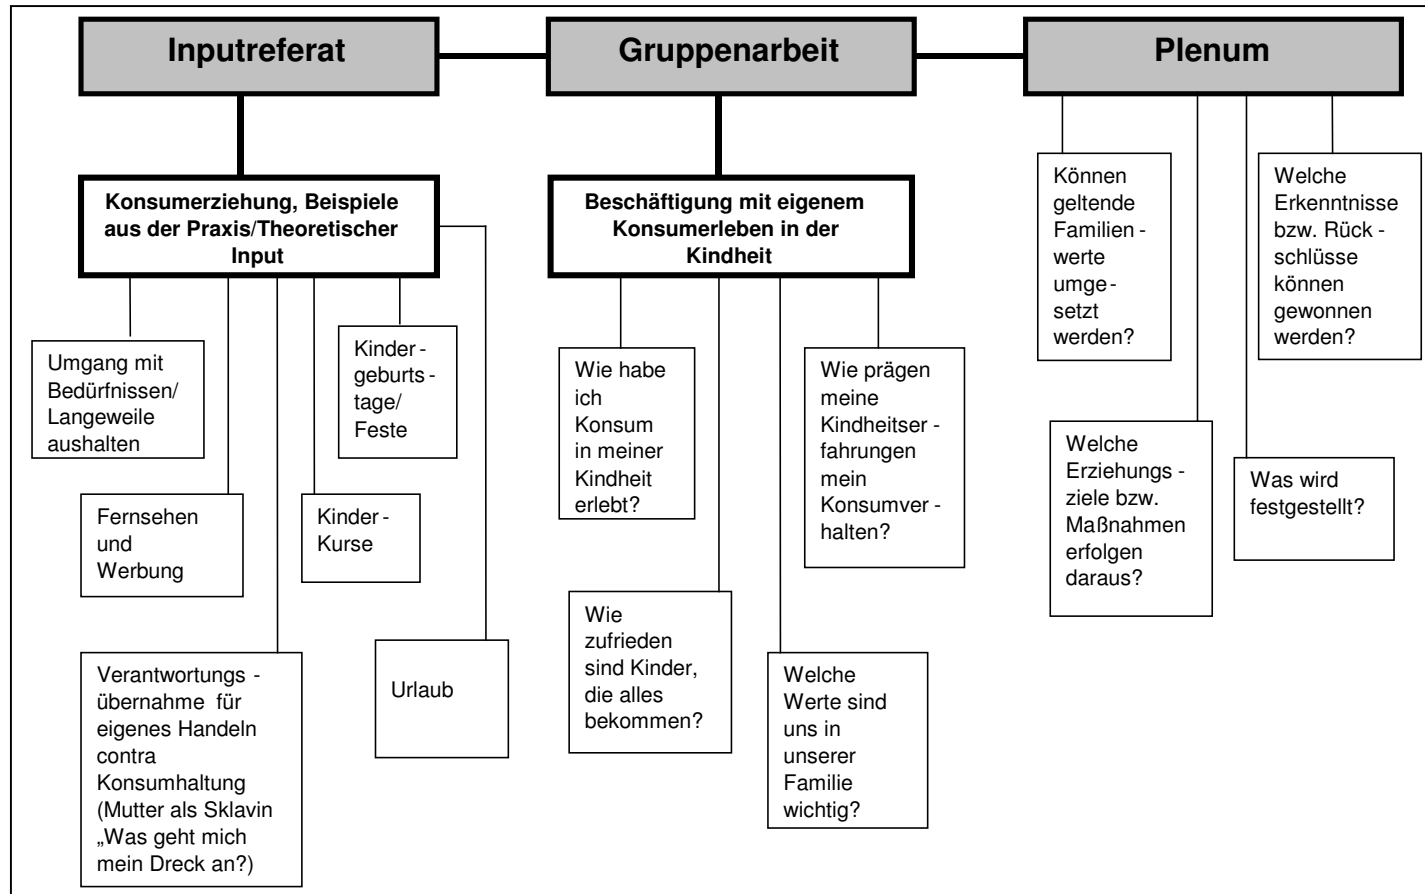 Inputreferat
Gruppenarbeit
Plenum
Konsumerziehung, Beispiele
aus der Praxis/Theoretischer
Input
Umgang mit
Bedürfnissen/
Langeweile
aushalten
Kinder-
geburts-
tage/
Feste
Fernsehen
und
Werbung
Kinder-
Kurse
Verantwortungs-
übernahme für
eigenes Handeln
contra
Konsumhaltung
(Mutter als Sklavin
„Was geht mich
mein Dreck an?)
Urlaub
Beschäftigung mit eigenem
Konsumerleben in der
Kindheit
Wie habe
ich
Konsum
in meiner
Kindheit
erlebt?
Wie prägen
meine
Kindheitser-
fahrungen
mein
Konsumver-
halten?
Wie
zufrieden
sind Kinder,
die alles
bekommen?
Welche
Werte sind
uns in
unserer
Familie
wichtig?
Können
geltende
Familien-
werte
umge-
setzt
werden?
Welche
Erkenntnisse
bzw. Rück-
schlüsse
können
gewonnen
werden?
Welche
Erziehungs-
ziele bzw.
Maßnahmen
erfolgen
daraus?
Was wird
festgestellt?